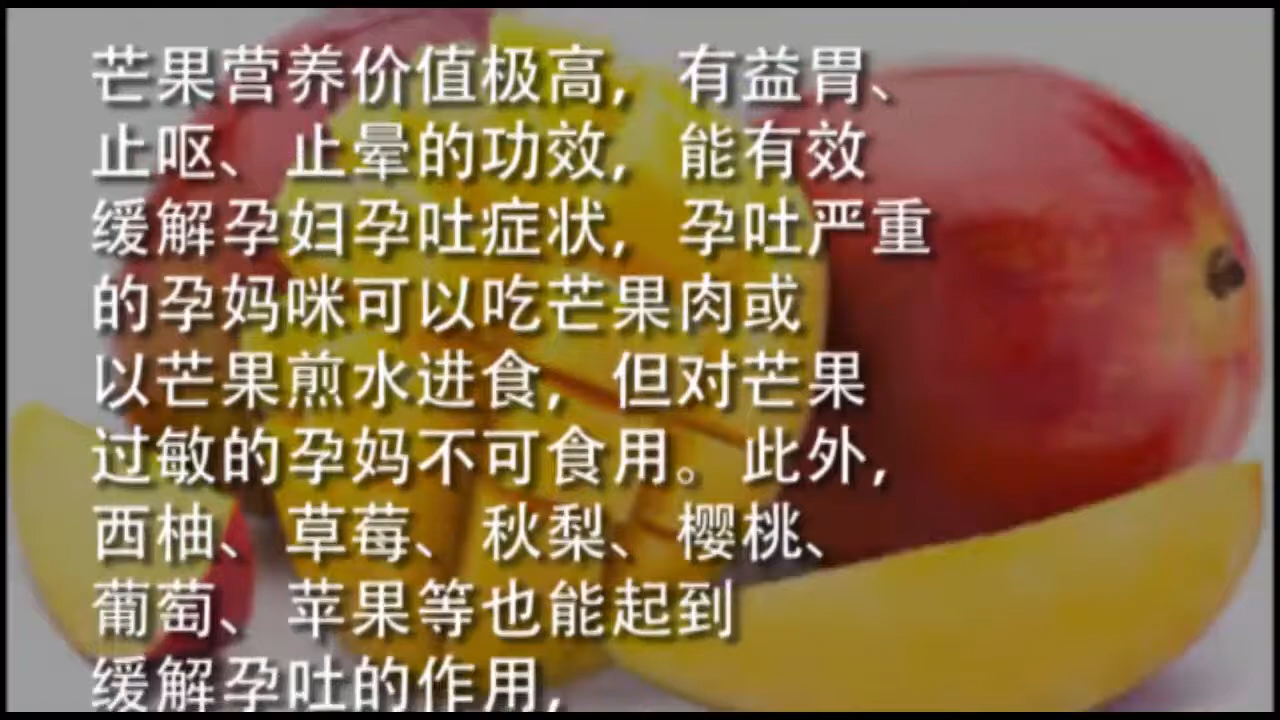 芒果营养价值极高，有益胃、
止呕、止晕的功效，能有效
缓解孕妇孕吐症状，孕吐严重
的孕妈咪可以吃芒果肉或
以芒果煎水进食，但对芒果
过敏的孕妈不可食用。此外，
西柚、草莓、秋梨、樱桃、
葡萄、苹果等也能起到
缓解孕吐的作用，